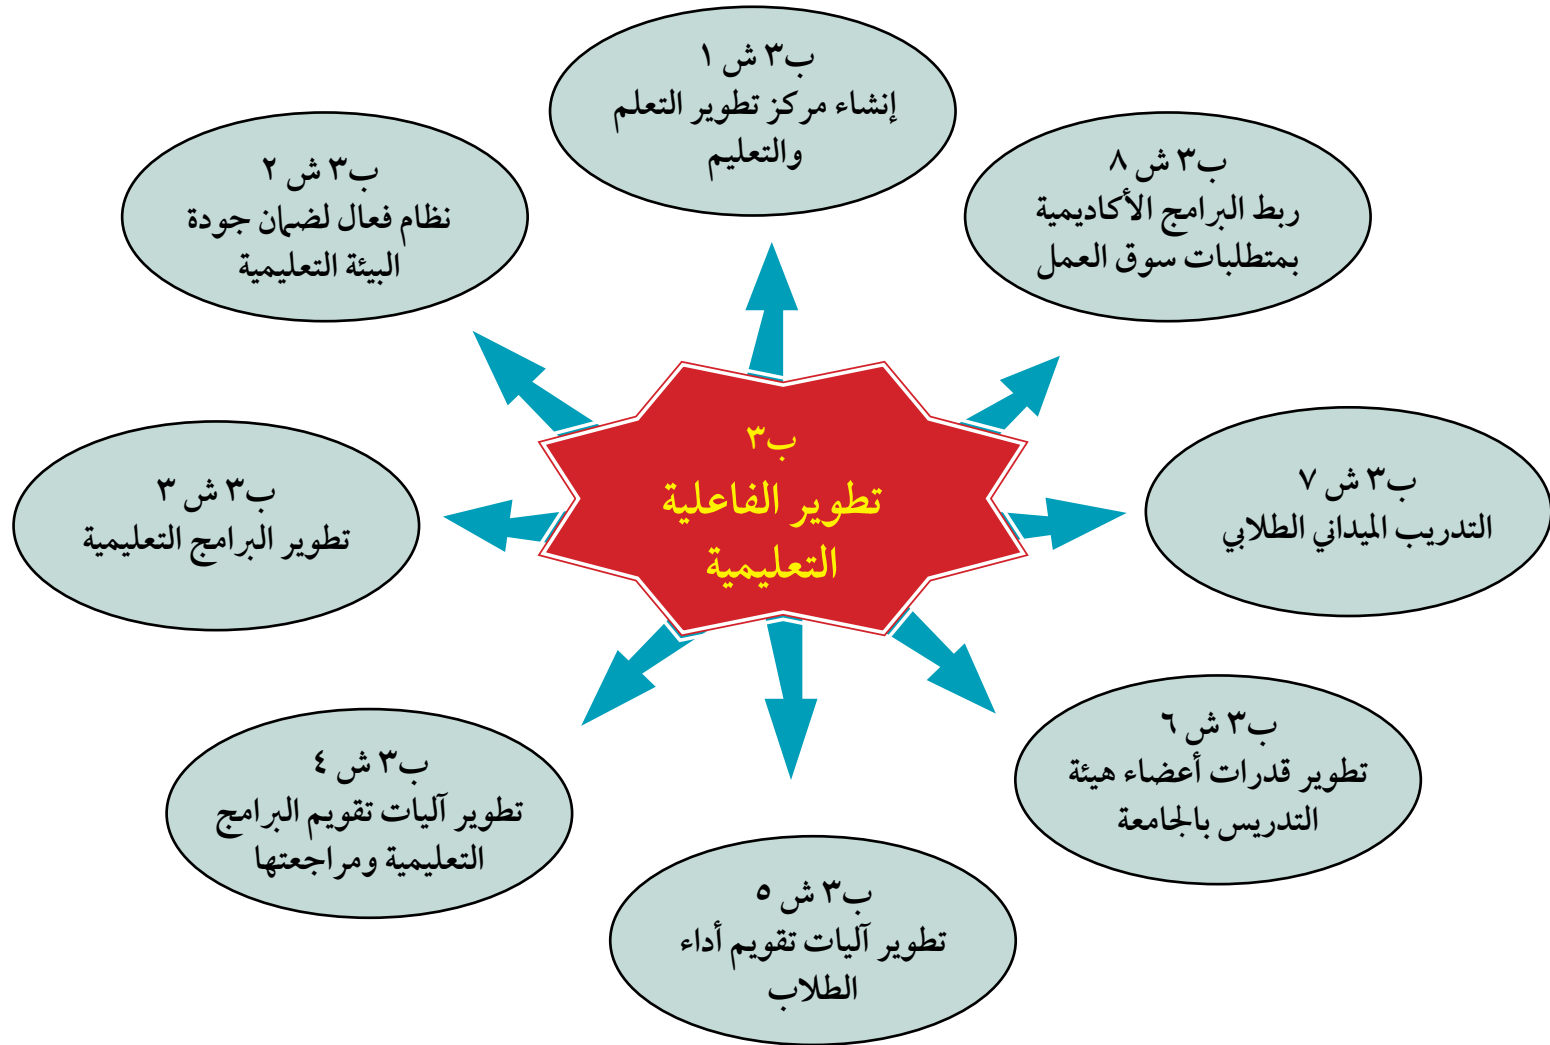 ب٣
تطوير الفاعلية
التعليمية
ب٣ ش ١
إنشاء مركز تطوير التعلم
والتعليم
ب٣ ش ٢
نظام فعال لضمان جودة
البيئة التعليمية
ب٣ ش ٣
تطوير البرامج التعليمية
ب٣ ش ٤
تطوير آليات تقويم البرامج
التعليمية ومراجعتها
ب٣ ش ٥
تطوير آليات تقويم أداء
الطلاب
ب٣ ش ٦
تطوير قدرات أعضاء هيئة
التدريس بالجامعة
ب٣ ش ٧
التدريب الميداني الطلابي
ب٣ ش ٨
ربط البرامج الأكاديمية
بمتطلبات سوق العمل